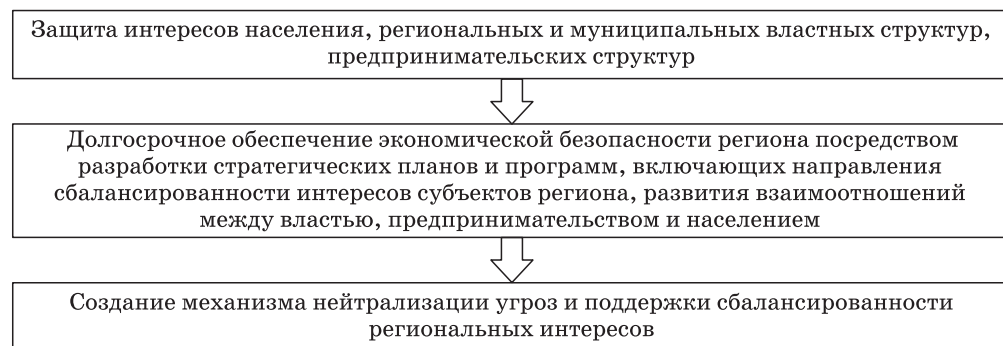 Защита интересов населения, региональных и муниципальных властных структур,
предпринимательских структур
Долгосрочное обеспечение экономической безопасности региона посредством
разработки стратегических планов и программ, включающих направления
сбалансированности интересов субъектов региона, развития взаимоотношений
между властью, предпринимательством и населением
Создание механизма нейтрализации угроз и поддержки сбалансированности
региональных интересов